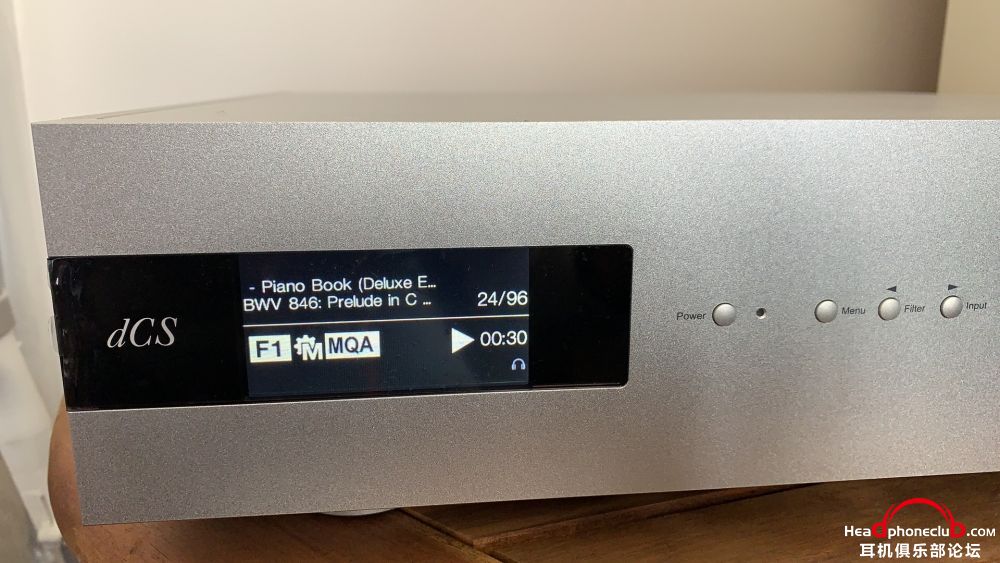 dCS
- Piano Book (Deluxe E...
BWV 846: Prelude in C ...
24/96
F1 M MQA
00:30
Power
Menu
Filter
Input
Headphoneclub.com
耳机俱乐部论坛